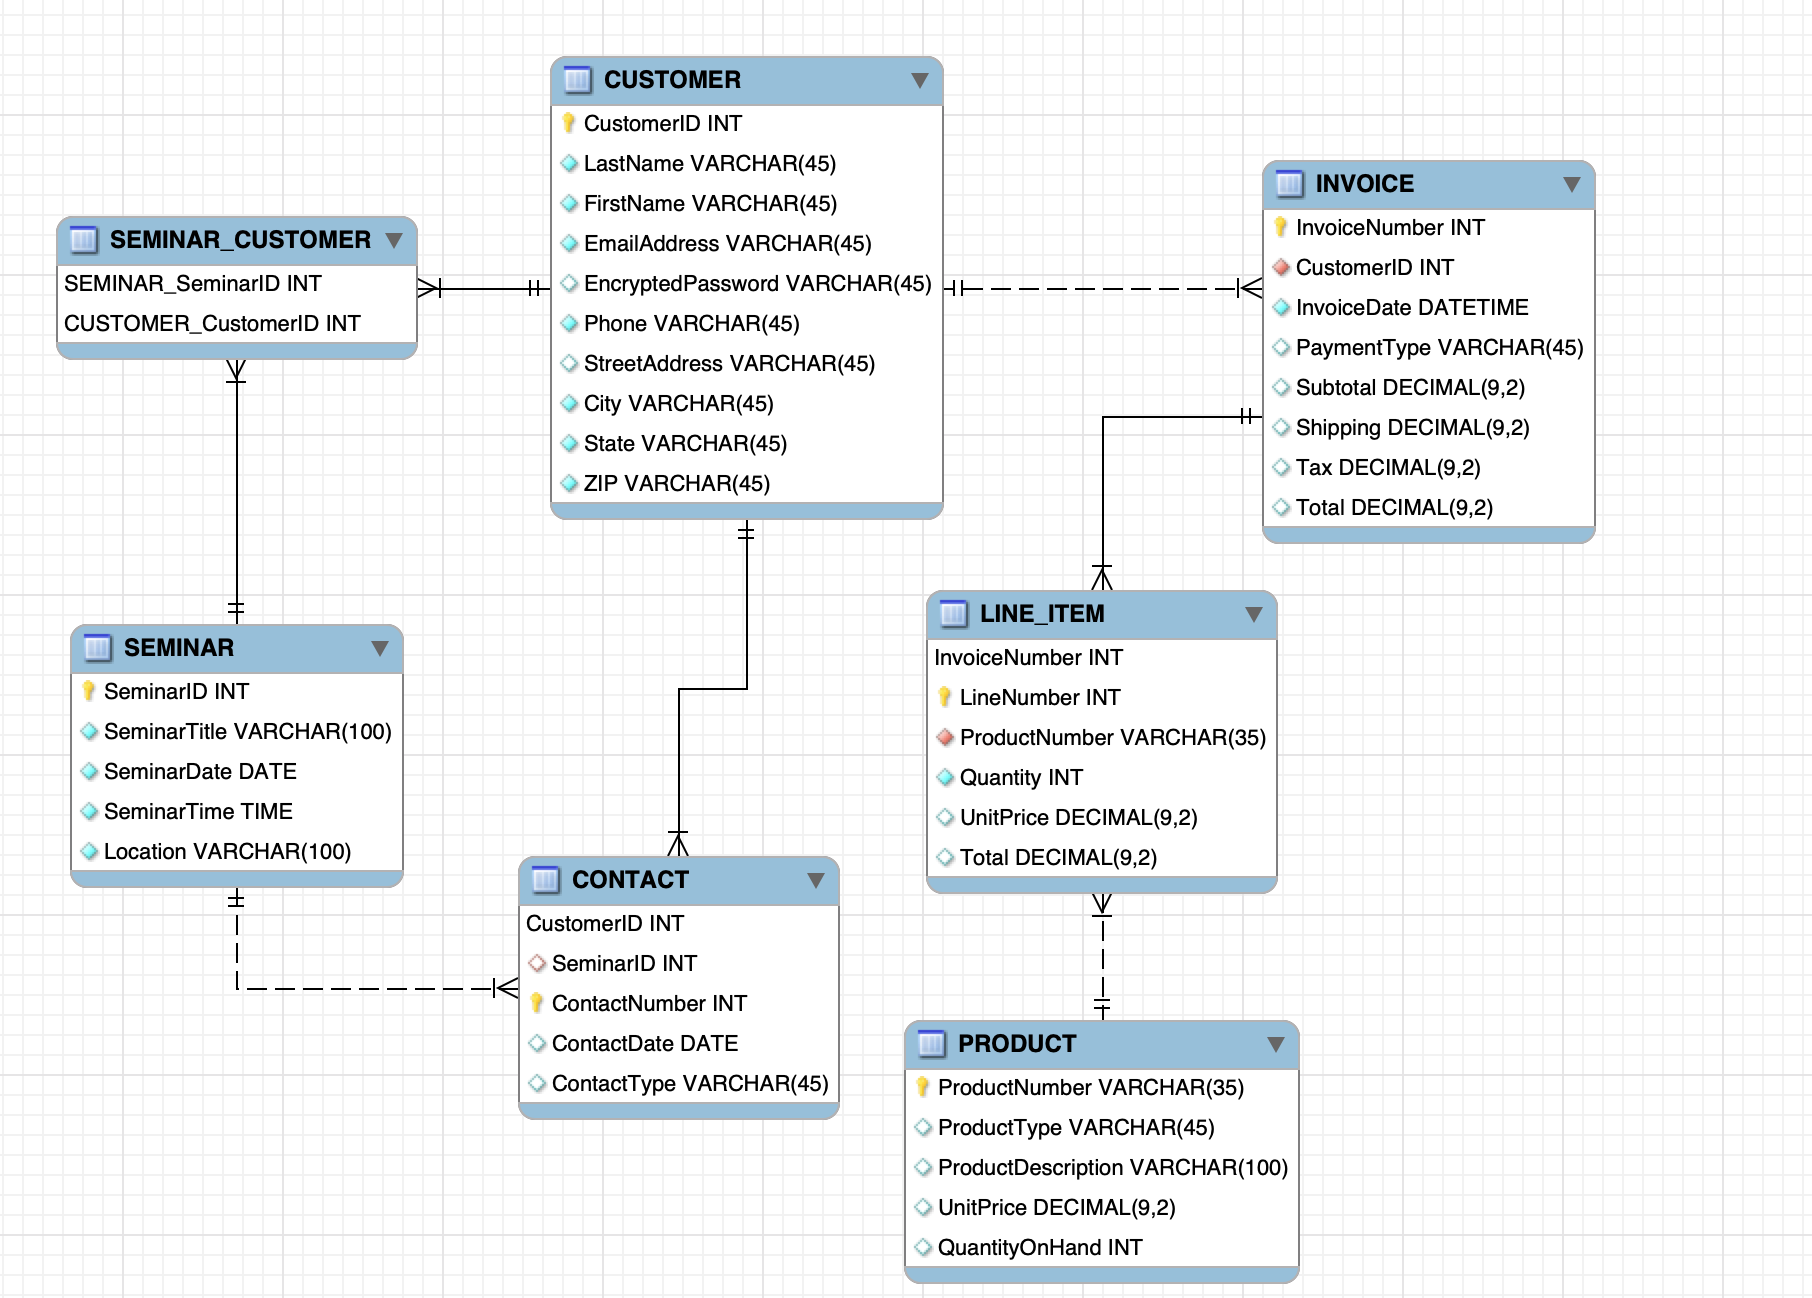 CUSTOMER
CustomerID INT
LastName VARCHAR(45)
FirstName VARCHAR(45)
EmailAddress VARCHAR(45)
EncryptedPassword VARCHAR(45)
Phone VARCHAR(45)
StreetAddress VARCHAR(45)
City VARCHAR(45)
State VARCHAR(45)
ZIP VARCHAR(45)
INVOICE
InvoiceNumber INT
CustomerID INT
InvoiceDate DATETIME
PaymentType VARCHAR(45)
Subtotal DECIMAL(9,2)
Shipping DECIMAL(9,2)
Tax DECIMAL(9,2)
Total DECIMAL(9,2)
SEMINAR_CUSTOMER
SEMINAR_SeminarID INT
CUSTOMER_CustomerID INT
SEMINAR
SeminarID INT
SeminarTitle VARCHAR(100)
SeminarDate DATE
SeminarTime TIME
Location VARCHAR(100)
LINE_ITEM
InvoiceNumber INT
LineNumber INT
ProductNumber VARCHAR(35)
Quantity INT
UnitPrice DECIMAL(9,2)
Total DECIMAL(9,2)
CONTACT
CustomerID INT
SeminarID INT
ContactNumber INT
ContactDate DATE
ContactType VARCHAR(45)
PRODUCT
ProductNumber VARCHAR(35)
ProductType VARCHAR(45)
ProductDescription VARCHAR(100)
UnitPrice DECIMAL(9,2)
QuantityOnHand INT